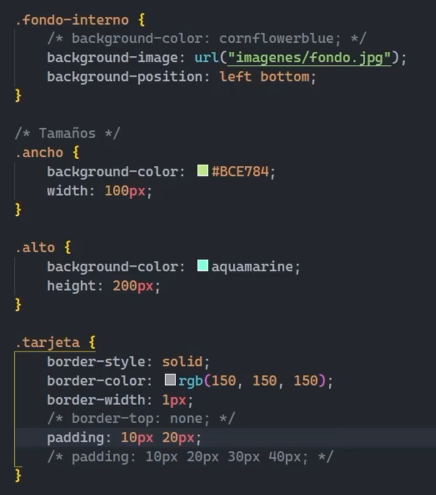 .fondo-interno {
    /* background-color: cornflowerblue; */
    background-image: url("imagenes/fondo.jpg");
    background-position: left bottom;
}

/* Tamaños */
.ancho {
    background-color: #BCE784;
    width: 100px;
}

.alto {
    background-color: aquamarine;
    height: 200px;
}

.tarjeta {
    border-style: solid;
    border-color: rgb(150, 150, 150);
    border-width: 1px;
    /* border-top: none; */
    padding: 10px 20px;
    /* padding: 10px 20px 30px 40px; */
}